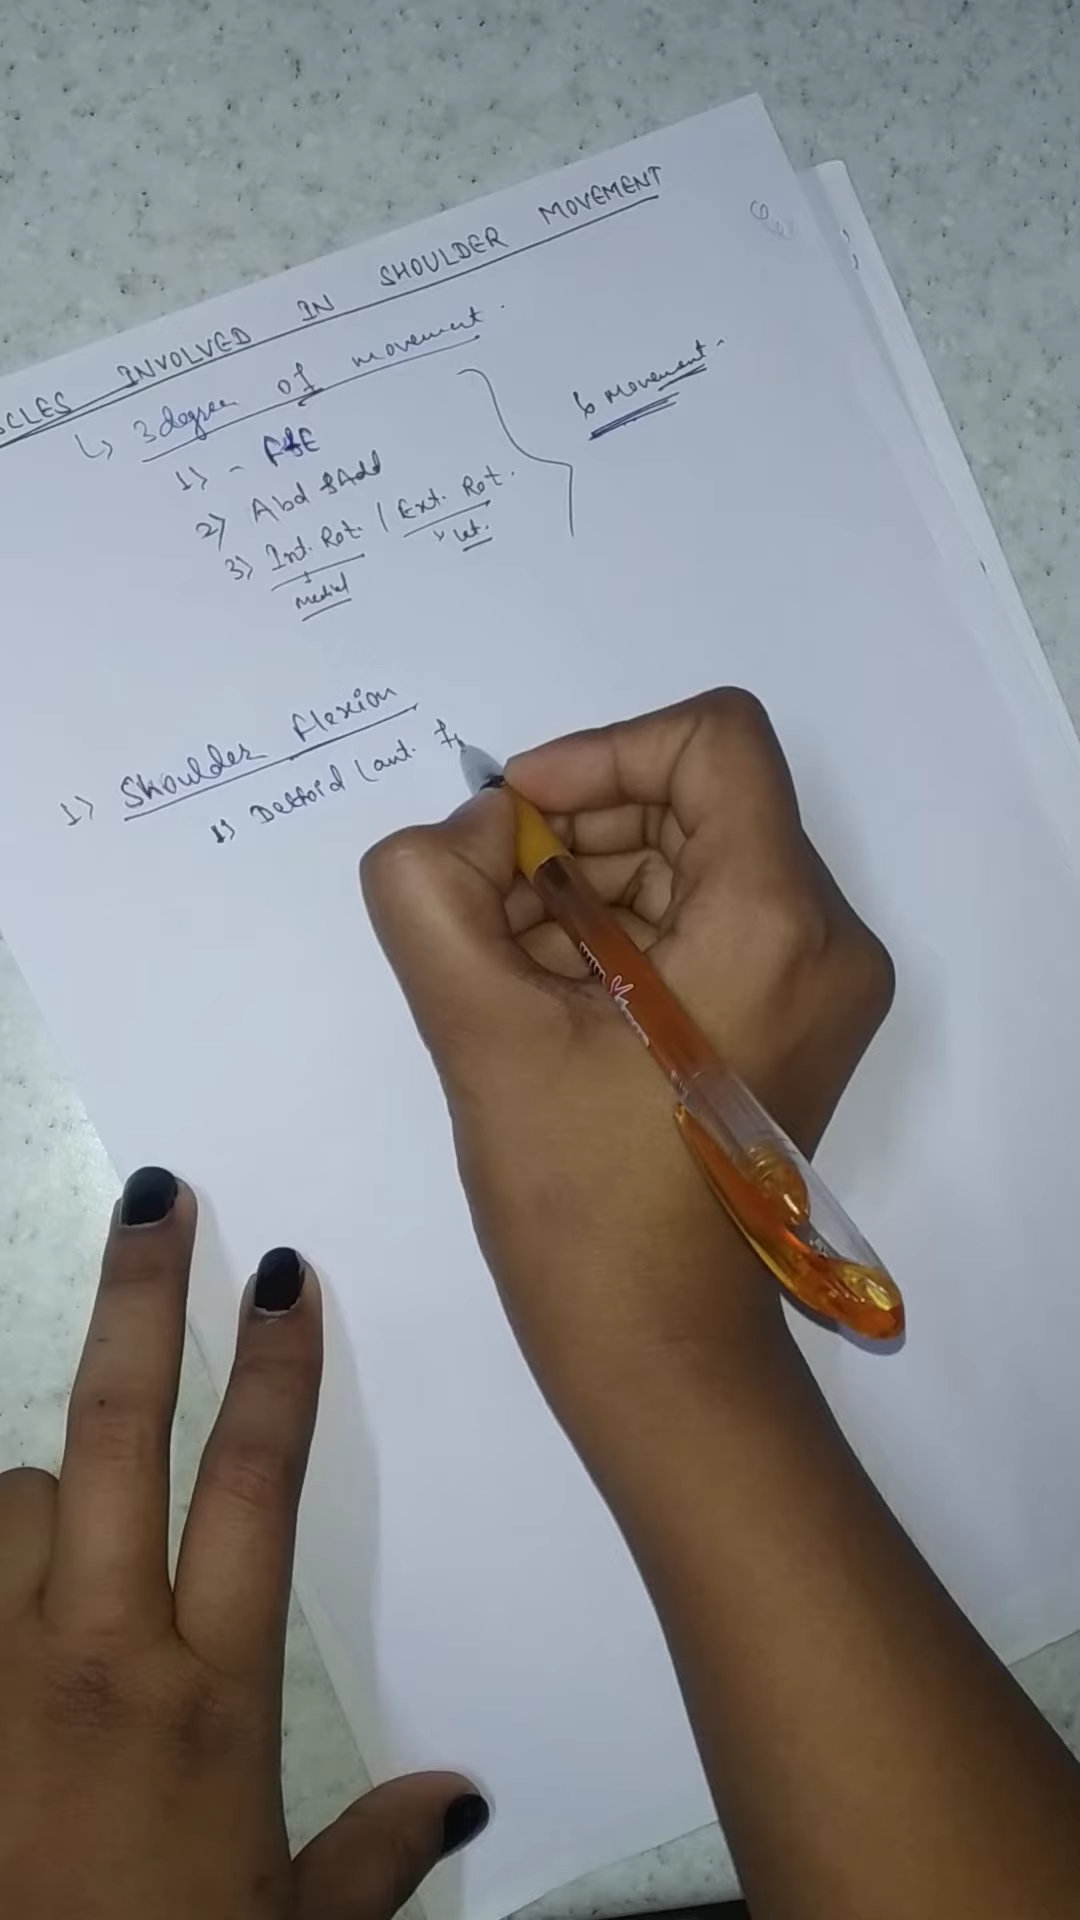 SCLES INVOLVED IN SHOULDER MOVEMENT
↳ 3 degree of movement.
1) - F&E
2) Abd & Add
3) Int. Rot. / Ext. Rot.
↓ Medial ↘ Lat.
6 Movement.
1) Shoulder flexion
1) Deltoid (ant. f